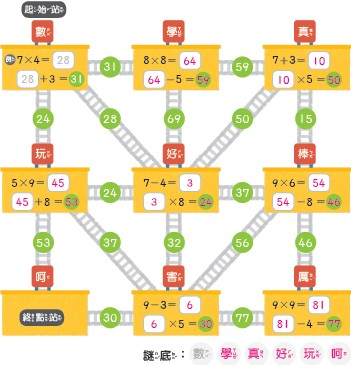 起始站
數 學 真
例 7×4= 28 8×8= 64 7+3= 10
28 +3= 31 31 64 -5= 59 59 10 ×5= 50
24 28 69 50 15
玩 好 棒
5×9= 45 7-4= 3 9×6= 54
45 +8= 53 24 3 ×8= 24 37 54 -8= 46
53 37 32 56 46
呵 害 厲
終點站 9-3= 6 9×9= 81
30 6 ×5= 30 77 81 -4= 77
謎底: 數 學 真 好 玩 呵